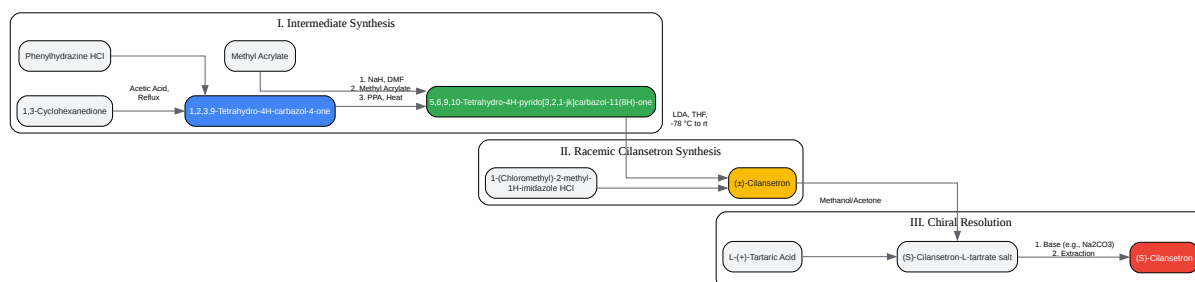 I. Intermediate Synthesis
Phenylhydrazine HCl
Methyl Acrylate
1,3-Cyclohexanedione
Acetic Acid,
Reflux
1,2,3,9-Tetrahydro-4H-carbazol-4-one
1. NaH, DMF
2. Methyl Acrylate
3. PPA, Heat
5,6,9,10-Tetrahydro-4H-pyrido[3,2,1-jk]carbazol-11(8H)-one
LDA, THF,
-78 °C to rt
II. Racemic Cilansetron Synthesis
1-(Chloromethyl)-2-methyl-
1H-imidazole HCl
(±)-Cilansetron
Methanol/Acetone
III. Chiral Resolution
L-(+)-Tartaric Acid
(S)-Cilansetron-L-tartrate salt
1. Base (e.g., Na2CO3)
2. Extraction
(S)-Cilansetron